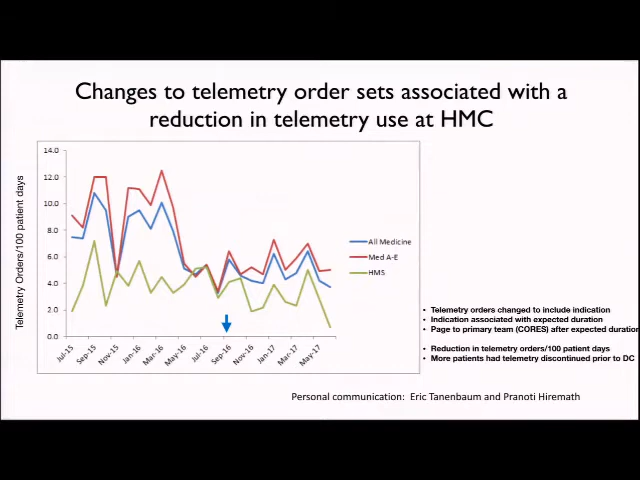 Changes to telemetry order sets associated with a
reduction in telemetry use at HMC
Telemetry Orders/100 patient days
14.0
12.0
10.0
8.0
6.0
4.0
2.0
0.0
Jul-15
Sep-15
Nov-15
Jan-16
Mar-16
May-16
Jul-16
Sep-16
Nov-16
Jan-17
Mar-17
May-17
All Medicine
Med A-E
HMS
• Telemetry orders changed to include indication
• Indication associated with expected duration
• Page to primary team (CORES) after expected duration
• Reduction in telemetry orders/100 patient days
• More patients had telemetry discontinued prior to DC
Personal communication: Eric Tanenbaum and Pranoti Hiremath